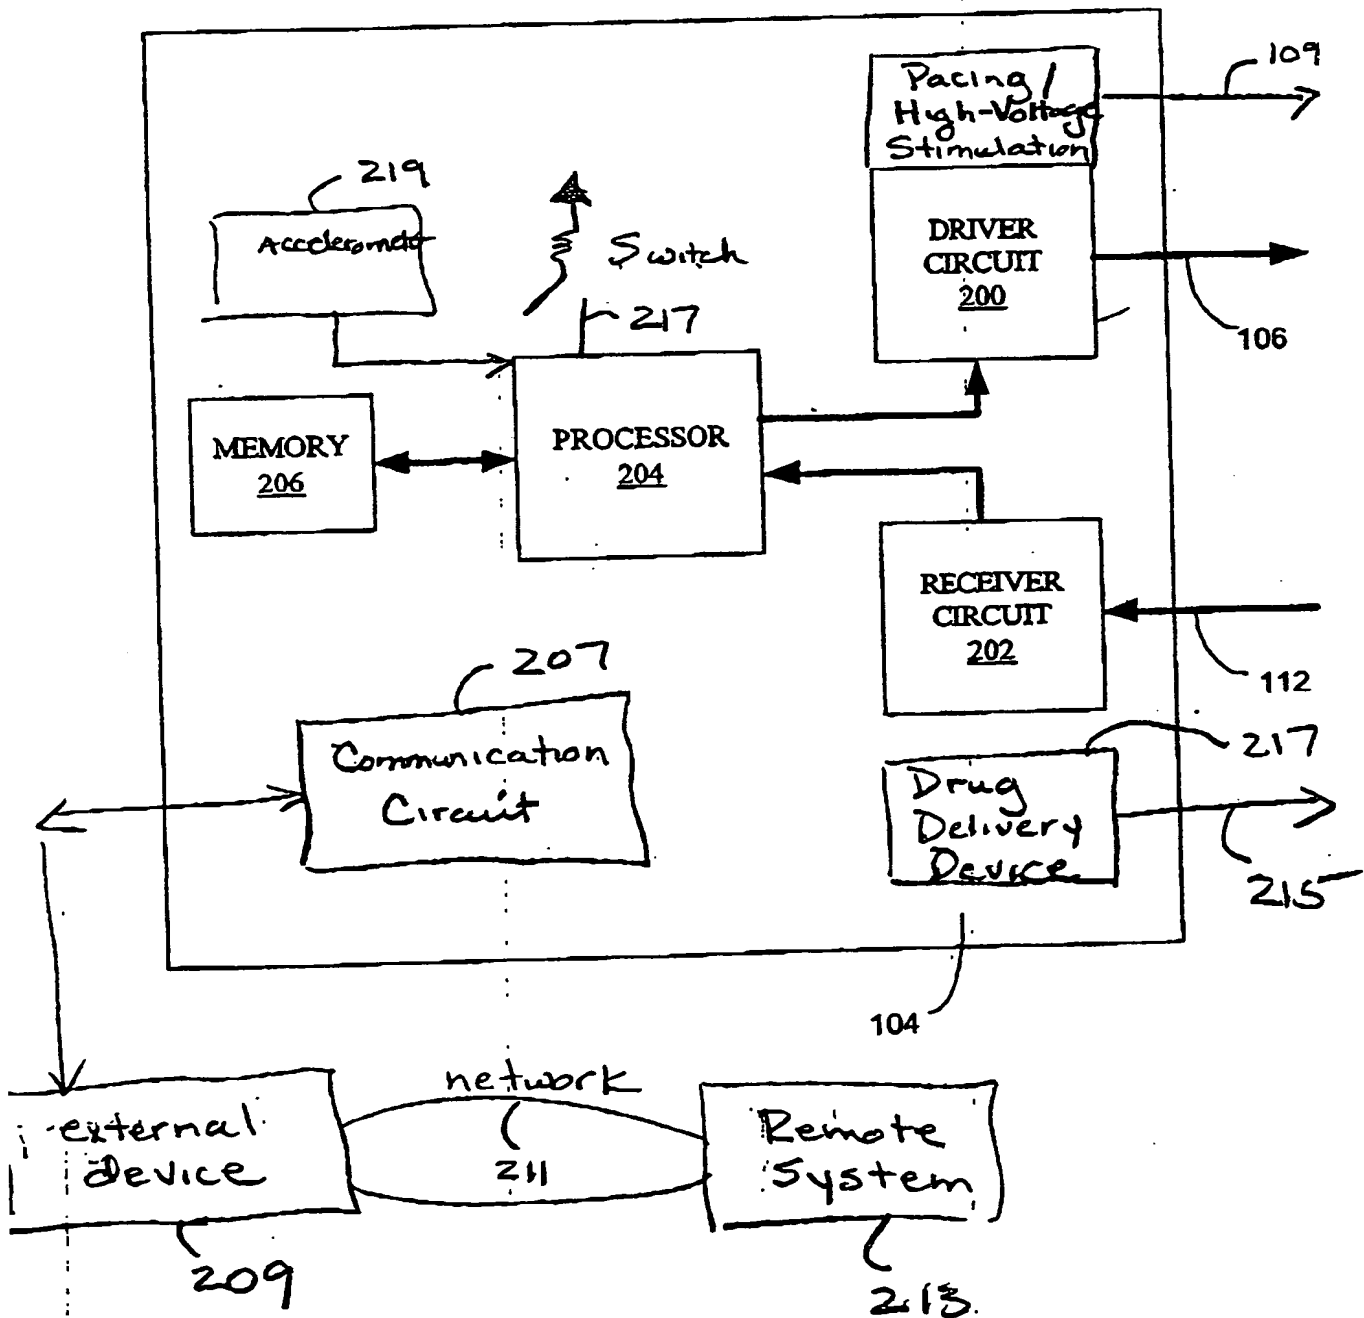 109
Pacing /
High-Voltage
Stimulation
219
Accelerometer
Switch
217
DRIVER
CIRCUIT
200
106
MEMORY
206
PROCESSOR
204
RECEIVER
CIRCUIT
202
112
207
Communication
Circuit
217
Drug
Delivery
Device
215
104
external
device
209
network
211
Remote
System
213